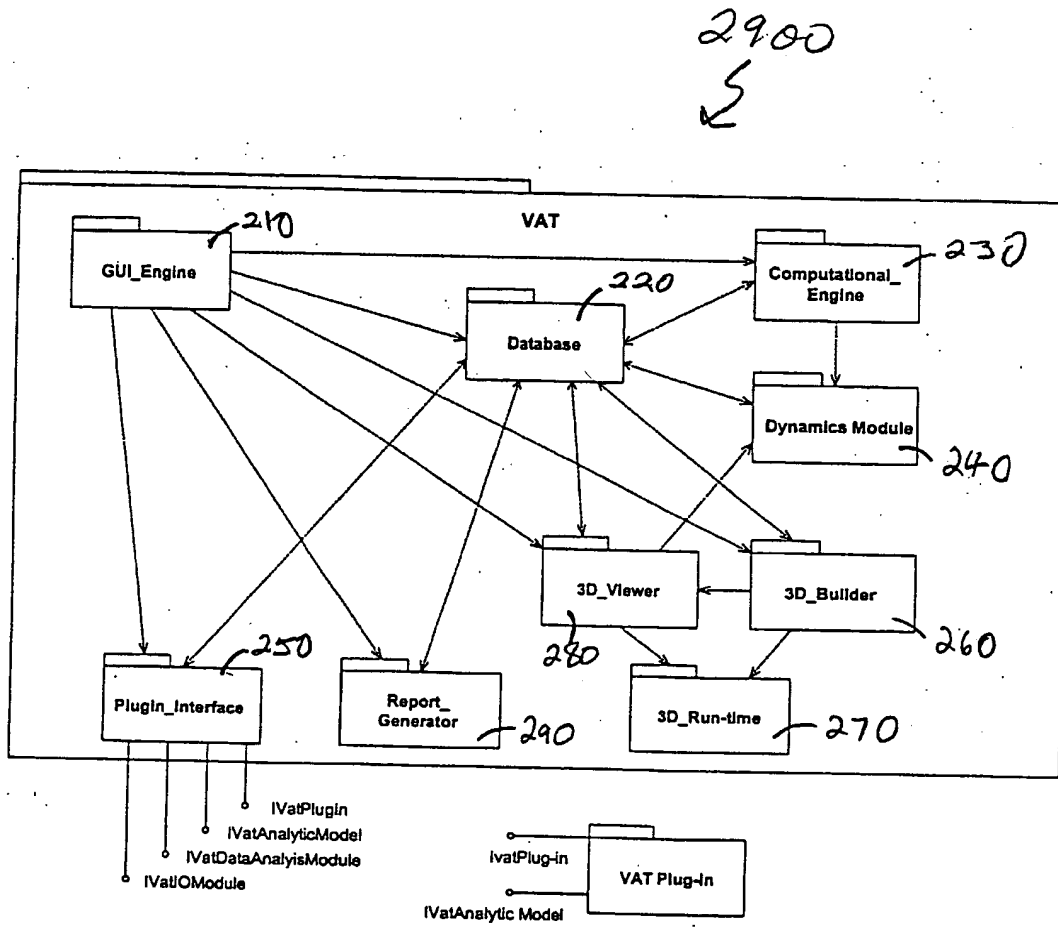 2900
VAT
210
GUI_Engine
220
Database
230
Computational_
Engine
Dynamics Module
240
3D_Viewer
280
3D_Builder
260
250
Plugin_Interface
Report_
Generator
290
3D_Run-time
270
IVatPlugin
IVatAnalyticModel
IVatDataAnalyisModule
IVatIOModule
IvatPlug-in
IVatAnalytic Model
VAT Plug-In